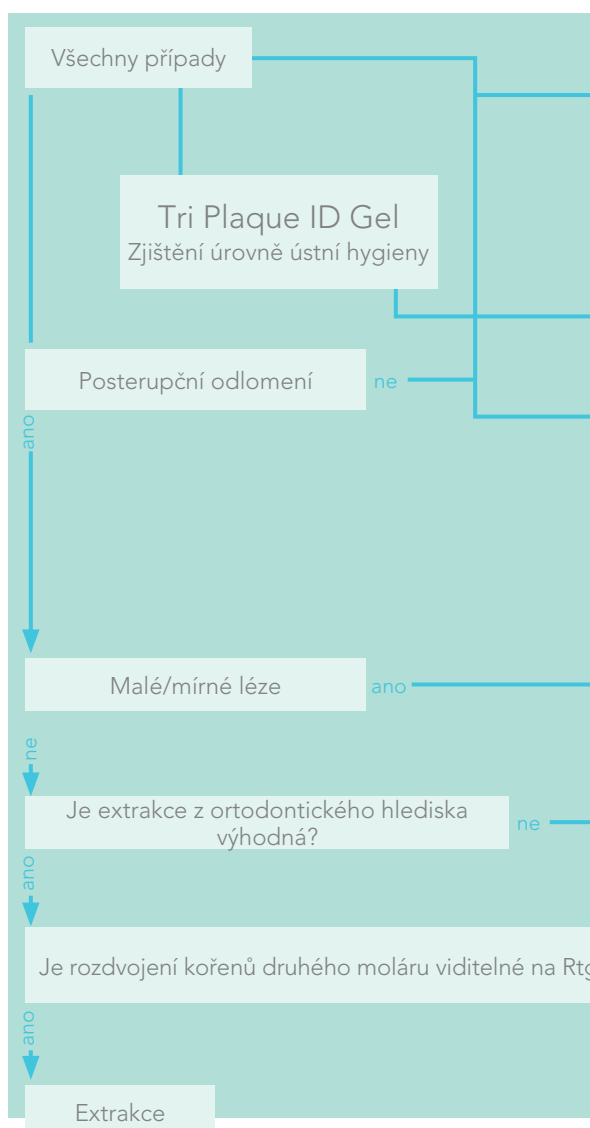 Všechny případy
Tri Plaque ID Gel
Zjištění úrovně ústní hygieny
Posterupční odlomení
ne
ano
Malé/mírné léze
ano
ne
Je extrakce z ortodontického hlediska
výhodná?
ne
ano
Je rozdvojení kořenů druhého moláru viditelné na Rtg
ano
Extrakce